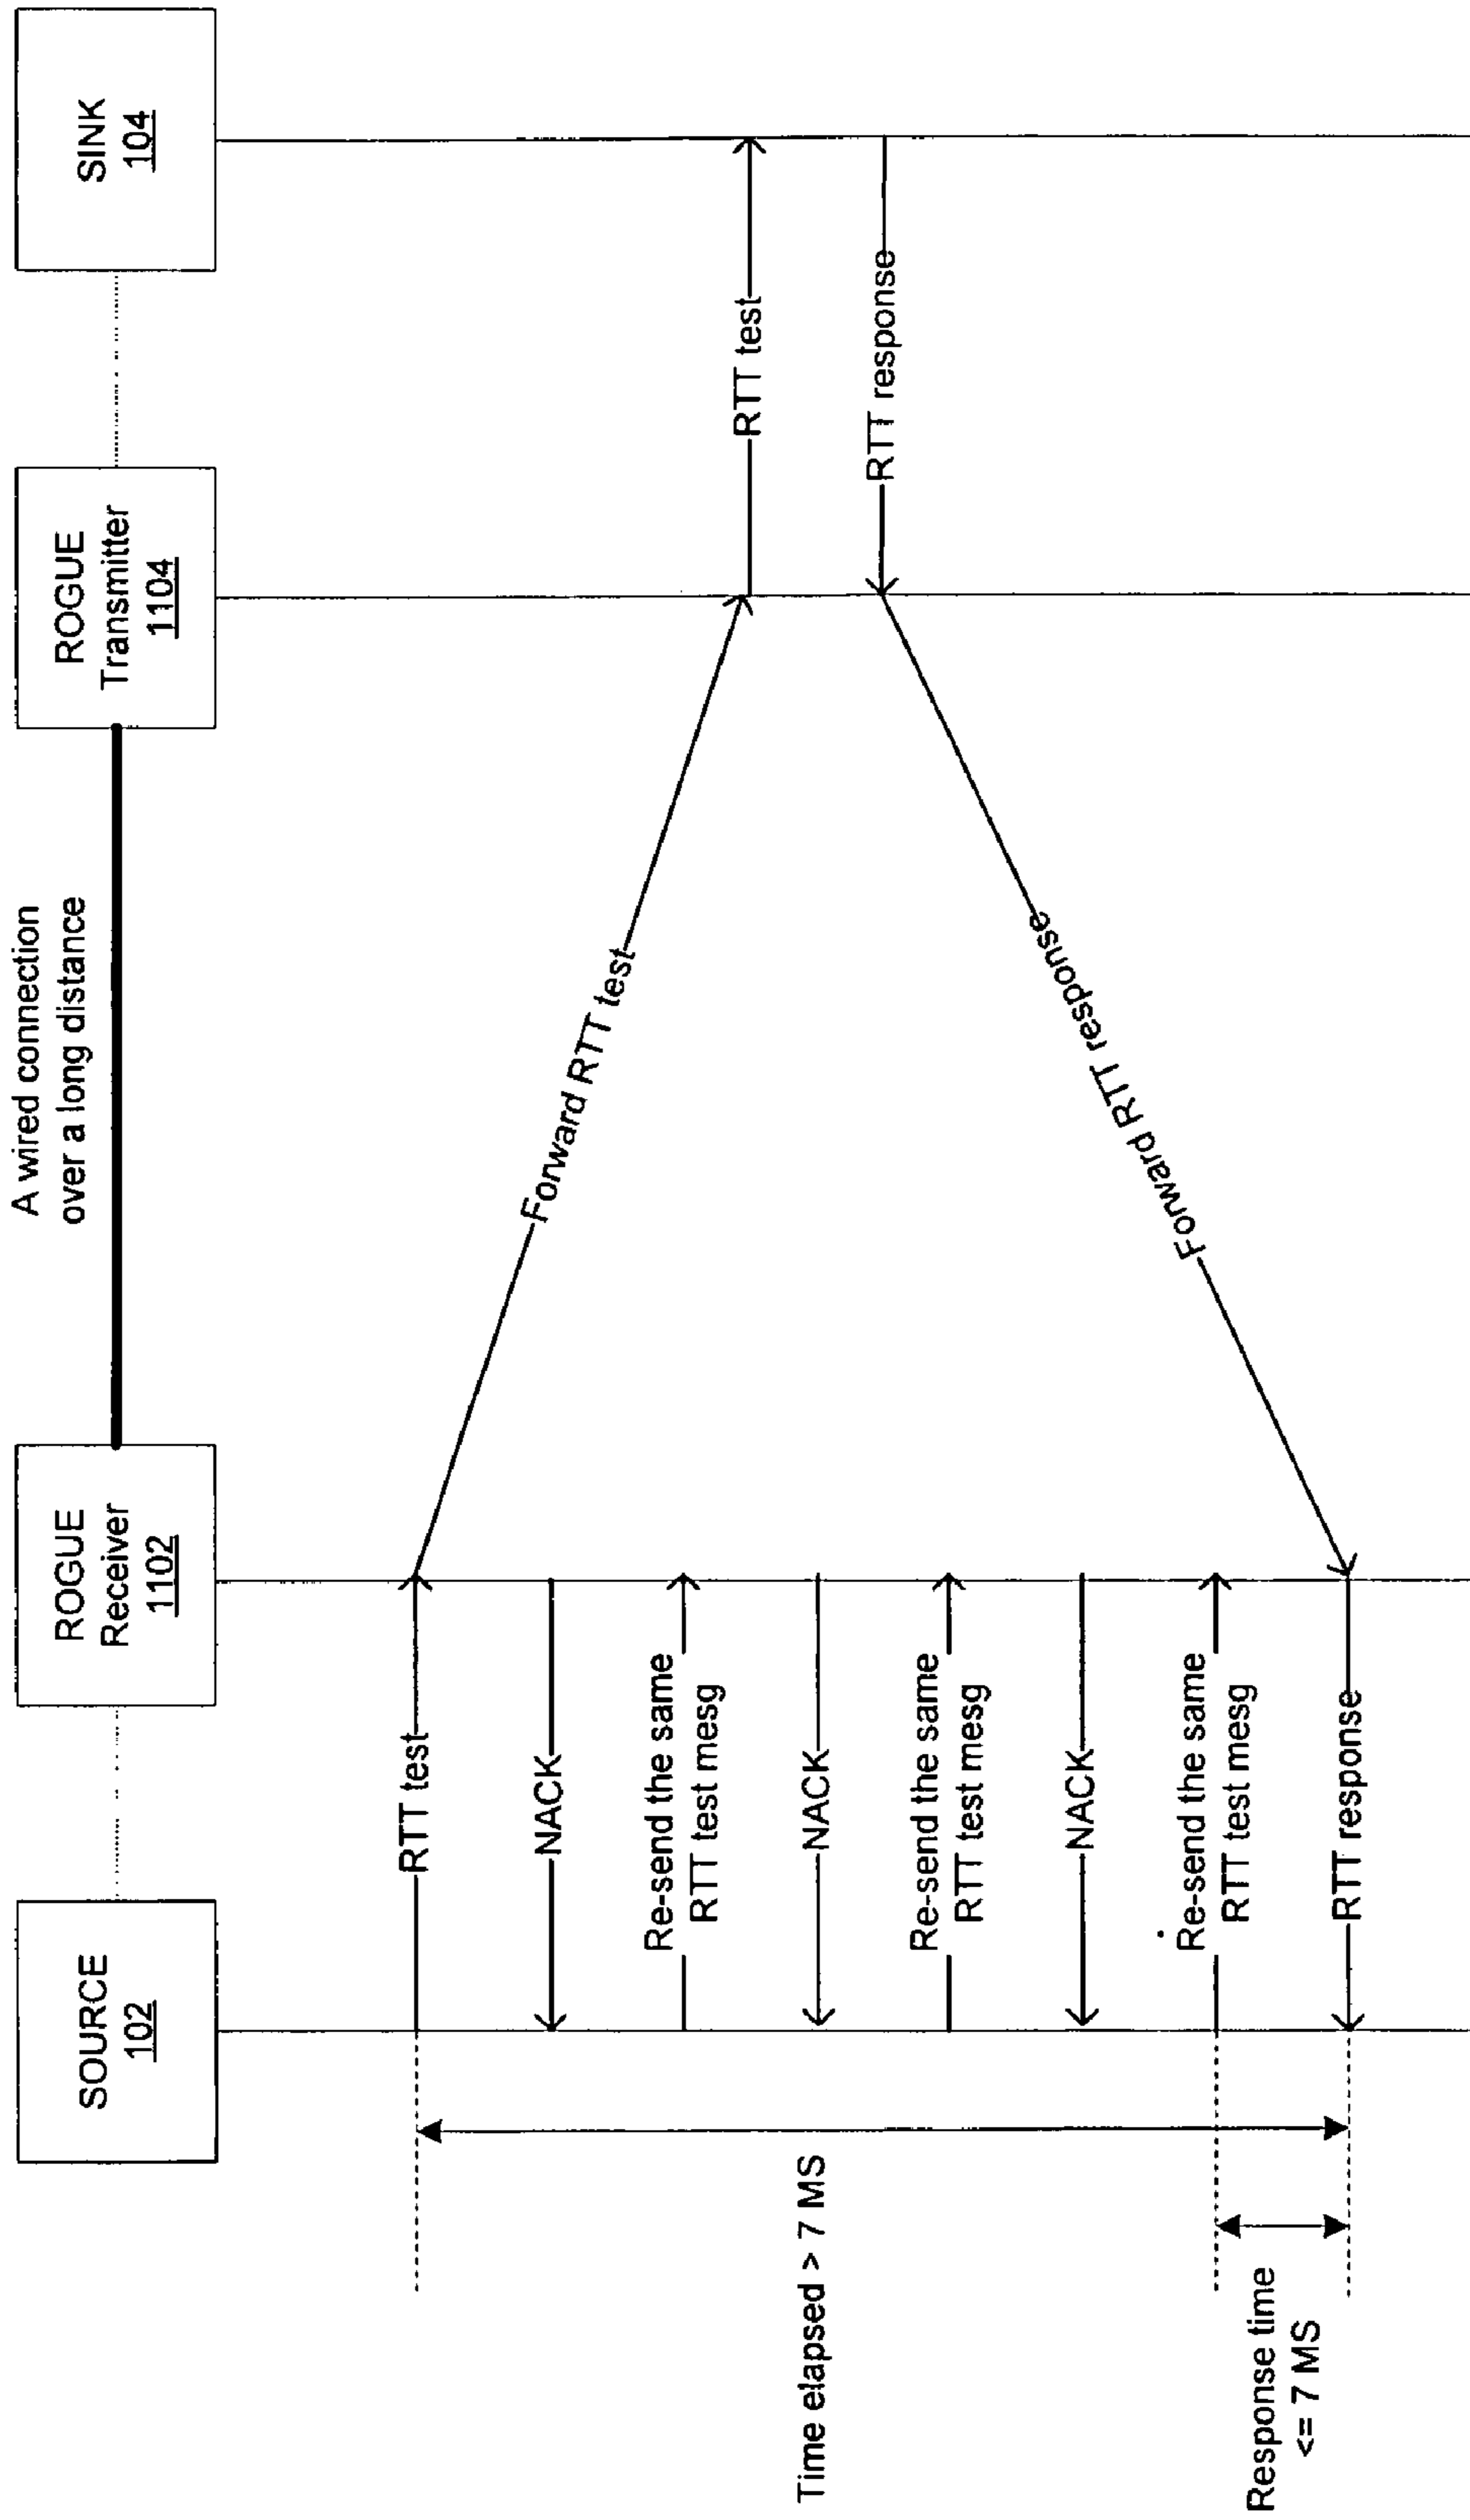 A wired connection
over a long distance
SOURCE
102
ROGUE
Receiver
1102
ROGUE
Transmitter
1104
SINK
104
RTT test
NACK
Forward RTT test
Re-send the same
RTT test mesg
RTT test
NACK
RTT response
Re-send the same
RTT test mesg
Forward RTT response
NACK
Re-send the same
RTT test mesg
RTT response
Time elapsed > 7 MS
Response time
<= 7 MS